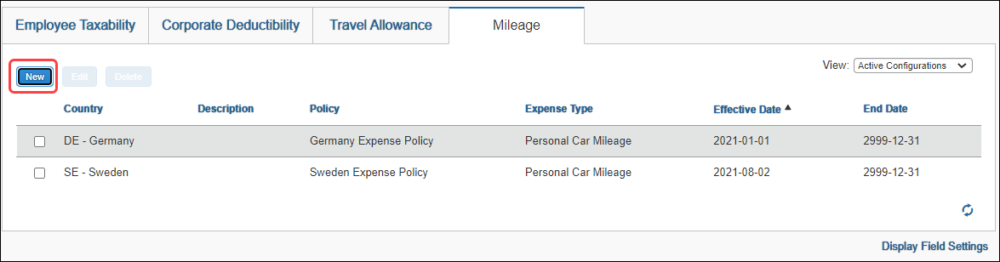 Employee Taxability Corporate Deductibility Travel Allowance Mileage
New Edit Delete View: Active Configurations
Country Description Policy Expense Type Effective Date End Date
DE - Germany Germany Expense Policy Personal Car Mileage 2021-01-01 2999-12-31
SE - Sweden Sweden Expense Policy Personal Car Mileage 2021-08-02 2999-12-31
Display Field Settings